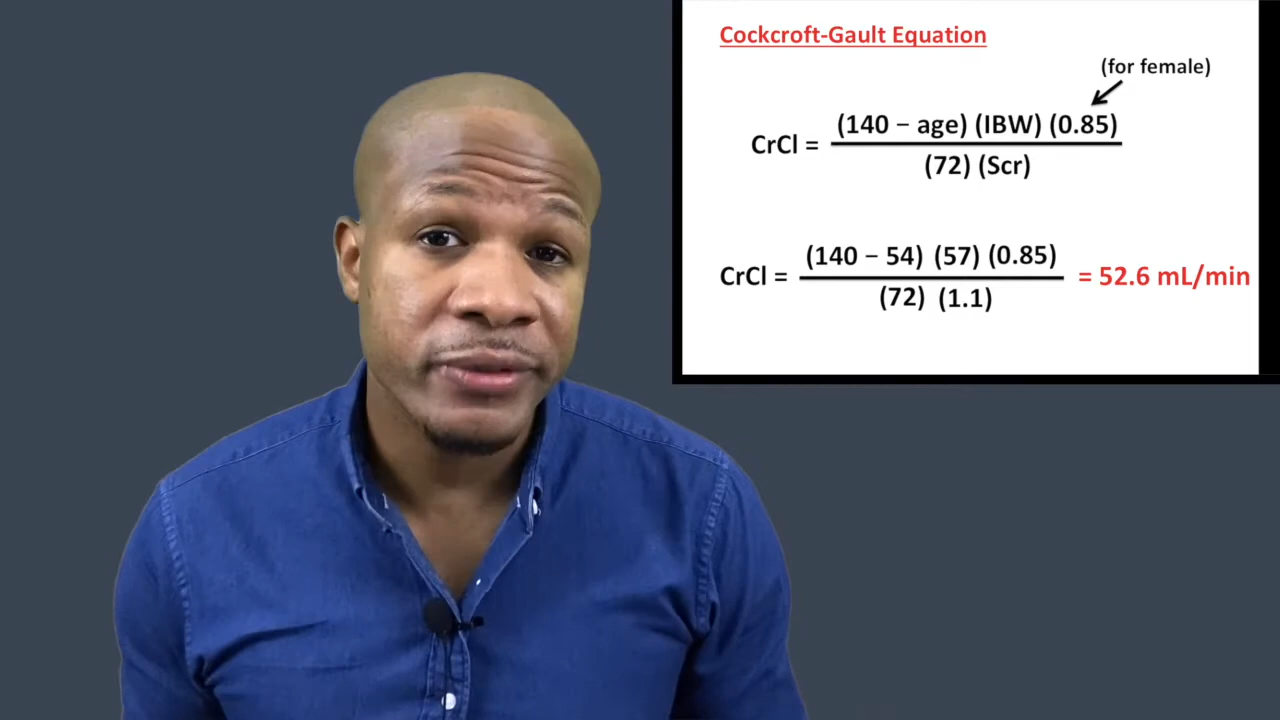 Cockcroft-Gault Equation
(for female)
(140 − age) (IBW) (0.85)
CrCl =
(72) (Scr)
(140 − 54) (57) (0.85)
CrCl = = 52.6 mL/min
(72) (1.1)